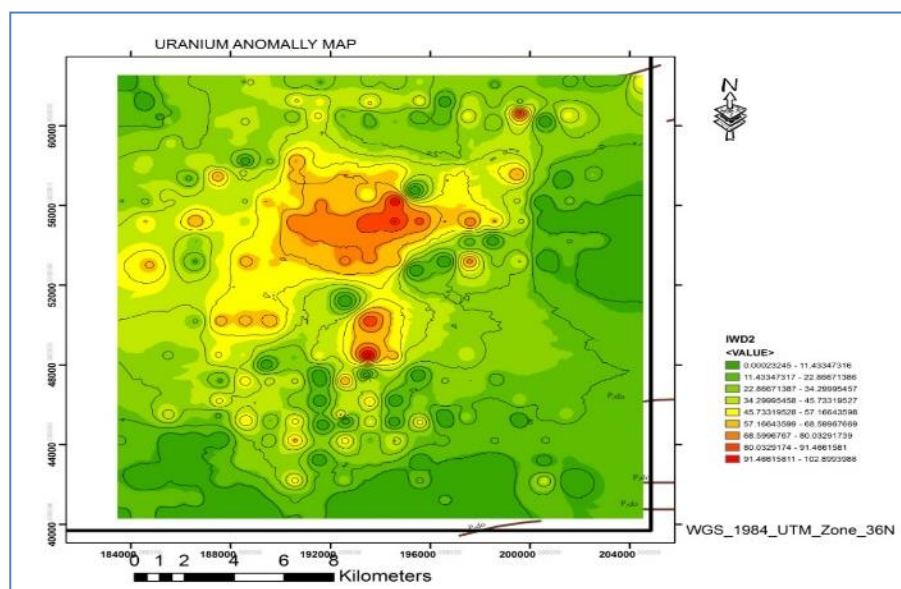 URANIUM ANOMALLY MAP
N
60000
56000
52000
48000
44000
40000
184000
188000
192000
196000
200000
204000
IWD2
<VALUE>
0.00023245 - 11.43347316
11.43347317 - 22.86671386
22.86671387 - 34.29995457
34.29995458 - 45.73319527
45.73319528 - 57.16643598
57.16643599 - 68.59967669
68.5996767 - 80.03291739
80.0329174 - 91.4661581
91.46615811 - 102.8993988
WGS_1984_UTM_Zone_36N
0 1 2 4 6 8
Kilometers